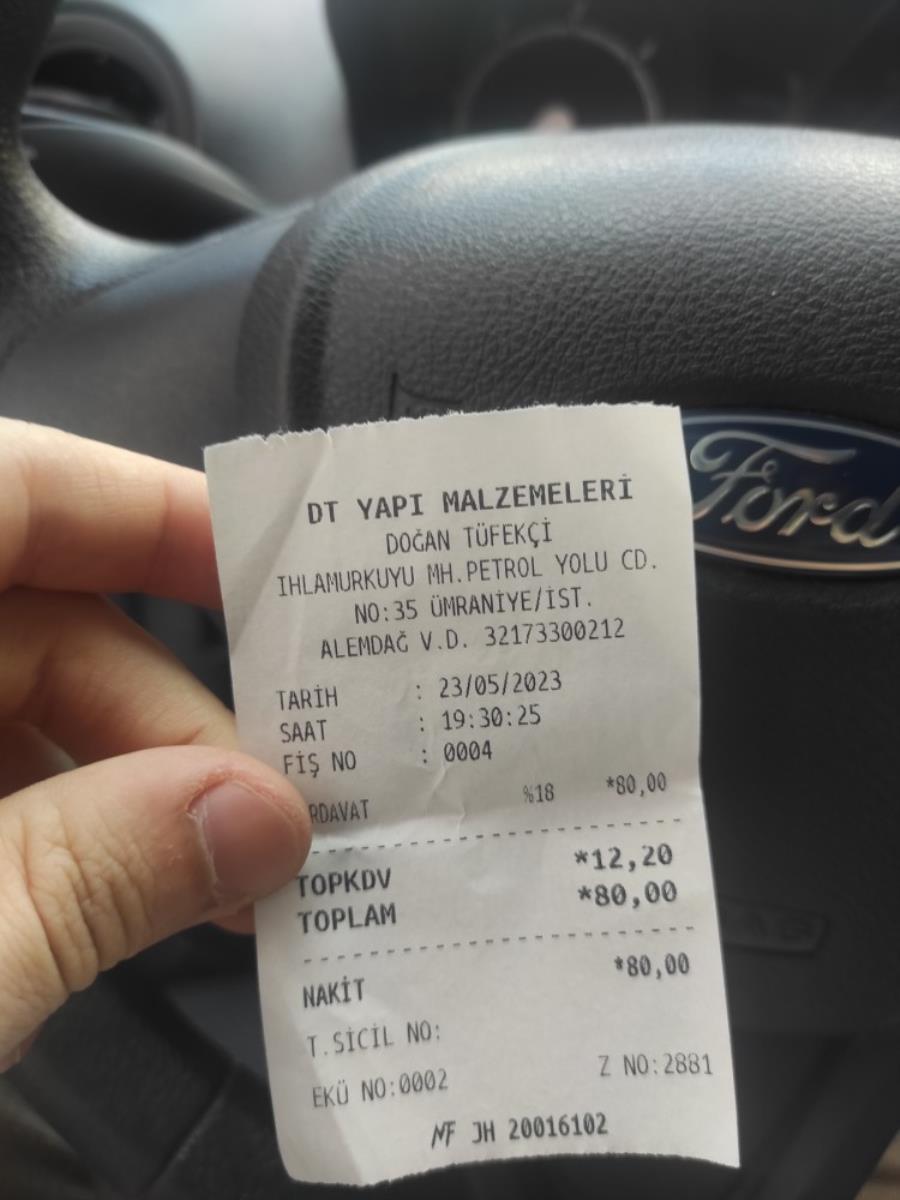 DT YAPI MALZEMELERİ
DOĞAN TÜFEKÇİ
IHLAMURKUYU MH.PETROL YOLU CD.
NO:35 ÜMRANİYE/İST.
ALEMDAĞ V.D. 32173300212
TARİH : 23/05/2023
SAAT : 19:30:25
FİŞ NO : 0004
RDAVAT %18 *80,00
TOPKDV *12,20
TOPLAM *80,00
NAKİT *80,00
T.SİCİL NO:
EKÜ NO:0002 Z NO:2881
MF JH 20016102
Ford